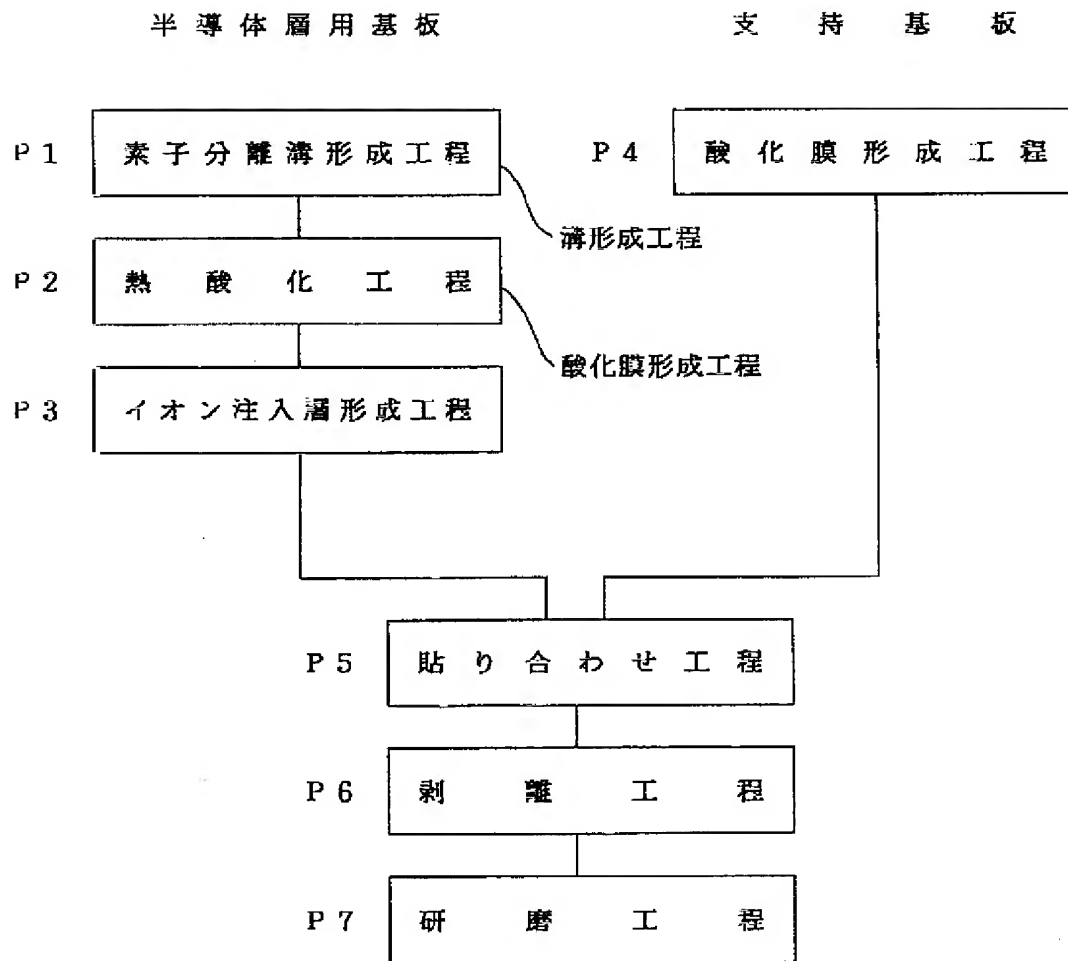 半導体層用基板
支持基板
P1 素子分離溝形成工程
P4 酸化膜形成工程
溝形成工程
P2 熱酸化工程
酸化膜形成工程
P3 イオン注入層形成工程
P5 貼り合わせ工程
P6 剥離工程
P7 研磨工程